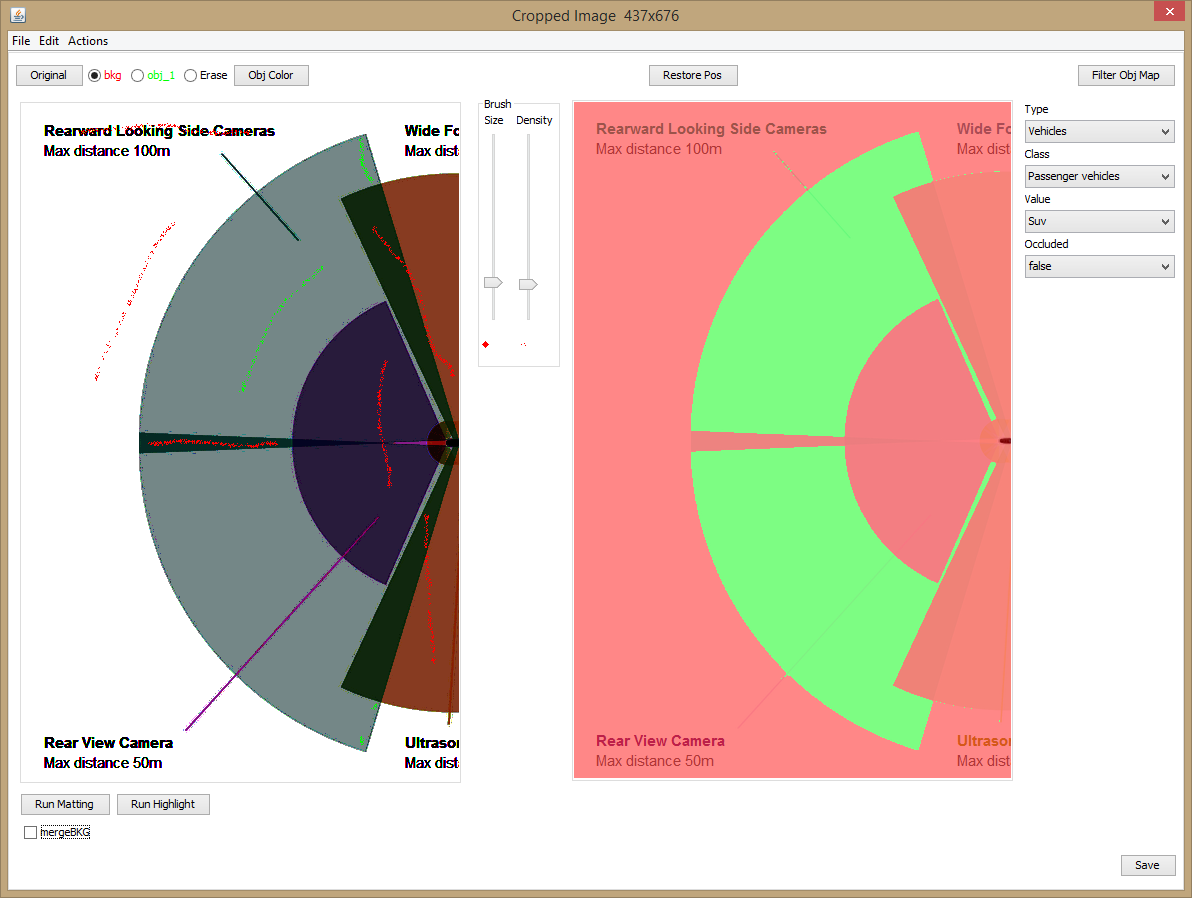 Cropped Image 437x676
File Edit Actions
Original bkg obj_1 Erase Obj Color Restore Pos Filter Obj Map
Brush
Size Density
Rearward Looking Side Cameras Wide Fo
Max distance 100m Max dist
Rear View Camera Ultrason
Max distance 50m Max dist
Rearward Looking Side Cameras Wide Fo
Max distance 100m Max dist
Rear View Camera Ultrason
Max distance 50m Max dist
Type
Vehicles
Class
Passenger vehicles
Value
Suv
Occluded
false
Run Matting Run Highlight
mergeBKG
Save